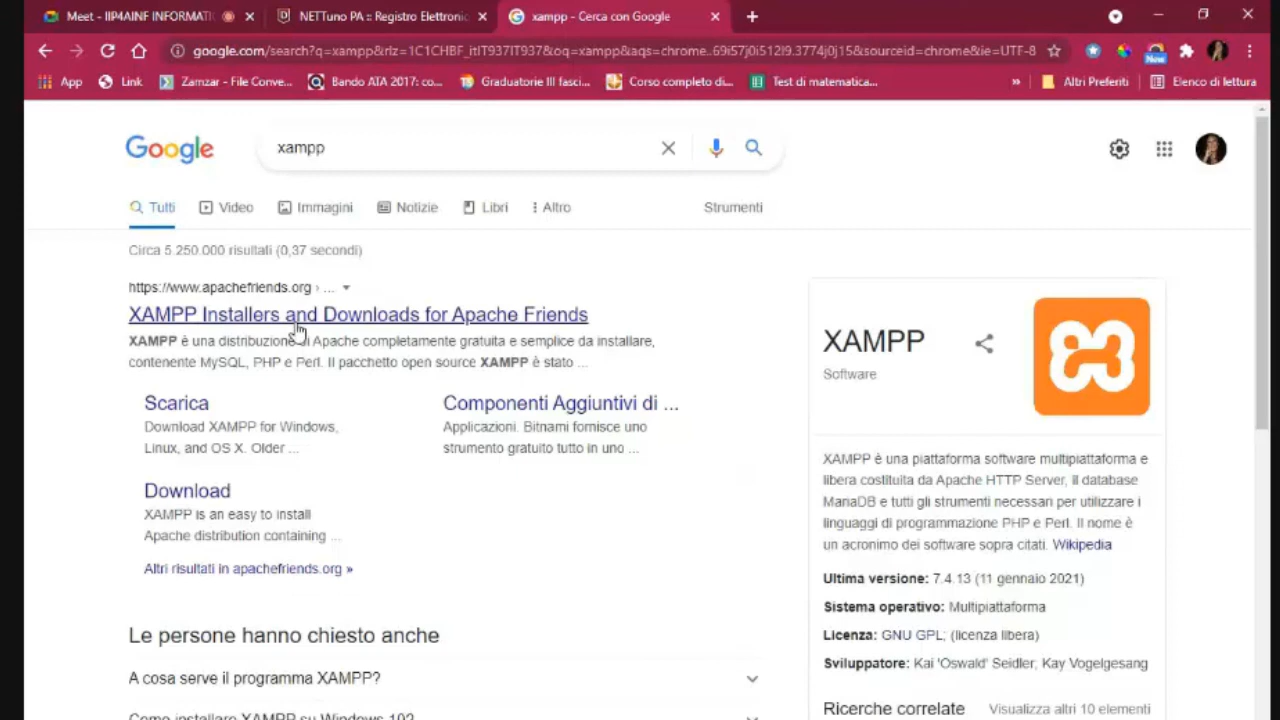 Meet - IIP4AINF INFORMATI
NETTuno PA :: Registro Elettronic
xampp - Cerca con Google
google.com/search?q=xampp&rlz=1C1CHBF_itIT937IT937&oq=xampp&aqs=chrome..69i57j0i512l9.3774j0j15&sourceid=chrome&ie=UTF-8
New
App
Link
Zamzar - File Conve...
Bando ATA 2017: co...
Graduatorie III fasci...
Corso completo di...
Test di matematica...
»
Altri Preferiti
Elenco di lettura
Google
xampp
Tutti
Video
Immagini
Notizie
Libri
Altro
Strumenti
Circa 5.250.000 risultati (0,37 secondi)
https://www.apachefriends.org › ...
XAMPP Installers and Downloads for Apache Friends
XAMPP è una distribuzione di Apache completamente gratuita e semplice da installare,
contenente MySQL, PHP e Perl. Il pacchetto open source XAMPP è stato ...
Scarica
Download XAMPP for Windows,
Linux, and OS X. Older ...
Componenti Aggiuntivi di ...
Applicazioni. Bitnami fornisce uno
strumento gratuito tutto in uno ...
Download
XAMPP is an easy to install
Apache distribution containing ...
Altri risultati in apachefriends.org »
Le persone hanno chiesto anche
A cosa serve il programma XAMPP?
Come installare XAMPP su Windows 10?
XAMPP
Software
XAMPP è una piattaforma software multipiattaforma e
libera costituita da Apache HTTP Server, il database
MariaDB e tutti gli strumenti necessari per utilizzare i
linguaggi di programmazione PHP e Perl. Il nome è
un acronimo dei software sopra citati. Wikipedia
Ultima versione: 7.4.13 (11 gennaio 2021)
Sistema operativo: Multipiattaforma
Licenza: GNU GPL; (licenza libera)
Sviluppatore: Kai 'Oswald' Seidler; Kay Vogelgesang
Ricerche correlate
Visualizza altri 10 elementi